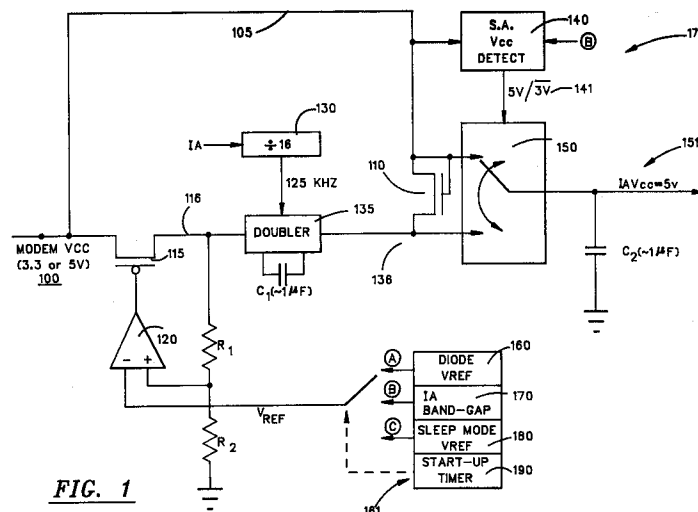 105
S.A.
Vcc
DETECT
140
B
17
5V/3V
141
130
÷16
IA
125 KHZ
110
150
151
116
135
DOUBLER
IAVcc=5v
MODEM VCC
(3.3 or 5V)
100
115
C1(~1µF)
136
C2(~1µF)
120
- +
R1
R2
VREF
A
DIODE
VREF
160
B
IA
BAND-GAP
170
C
SLEEP MODE
VREF
180
START-UP
TIMER
190
161
FIG. 1